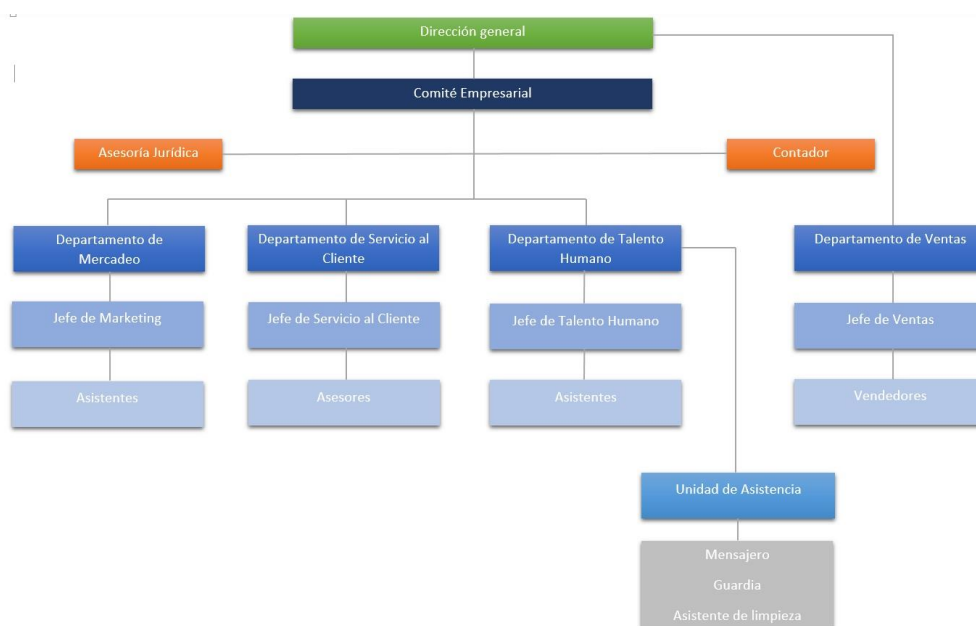 Dirección general
Comité Empresarial
Asesoría Jurídica
Contador
Departamento de
Mercadeo
Departamento de Servicio al
Cliente
Departamento de Talento
Humano
Departamento de Ventas
Jefe de Marketing
Jefe de Servicio al Cliente
Jefe de Talento Humano
Jefe de Ventas
Asistentes
Asesores
Asistentes
Vendedores
Unidad de Asistencia
Mensajero
Guardia
Asistente de limpieza